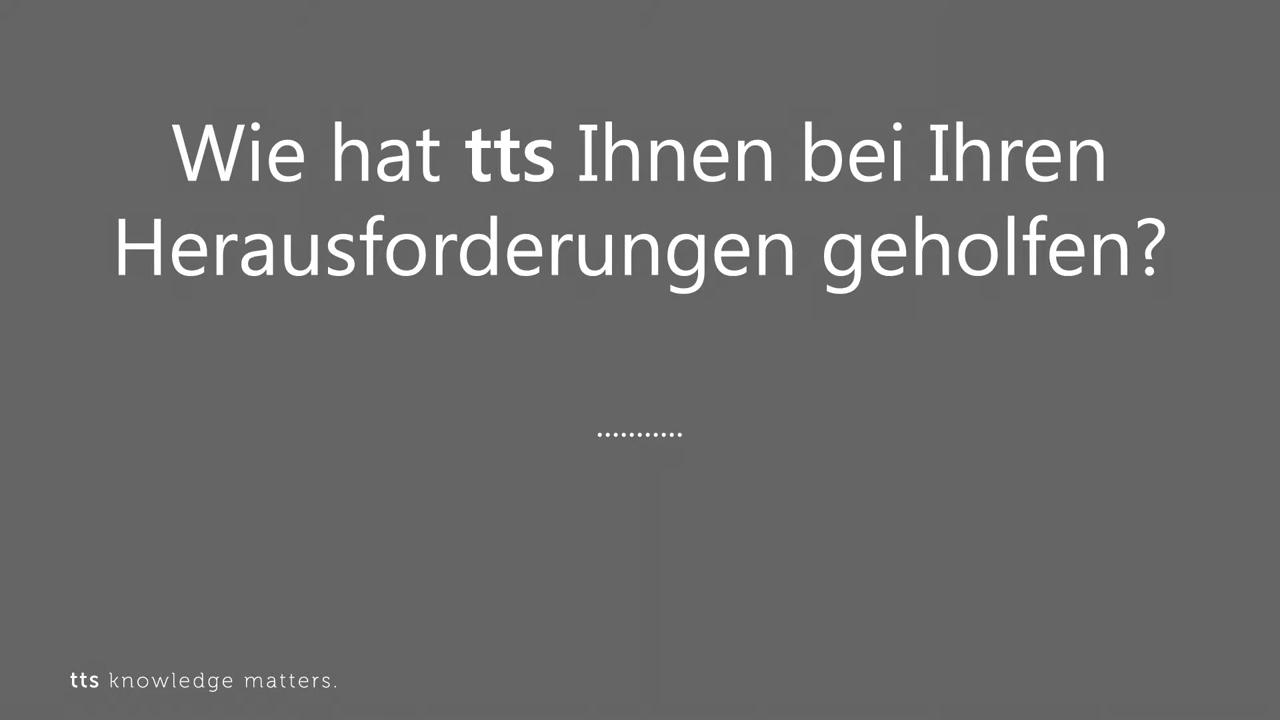 Wie hat tts Ihnen bei Ihren
Herausforderungen geholfen?
...........
tts knowledge matters.